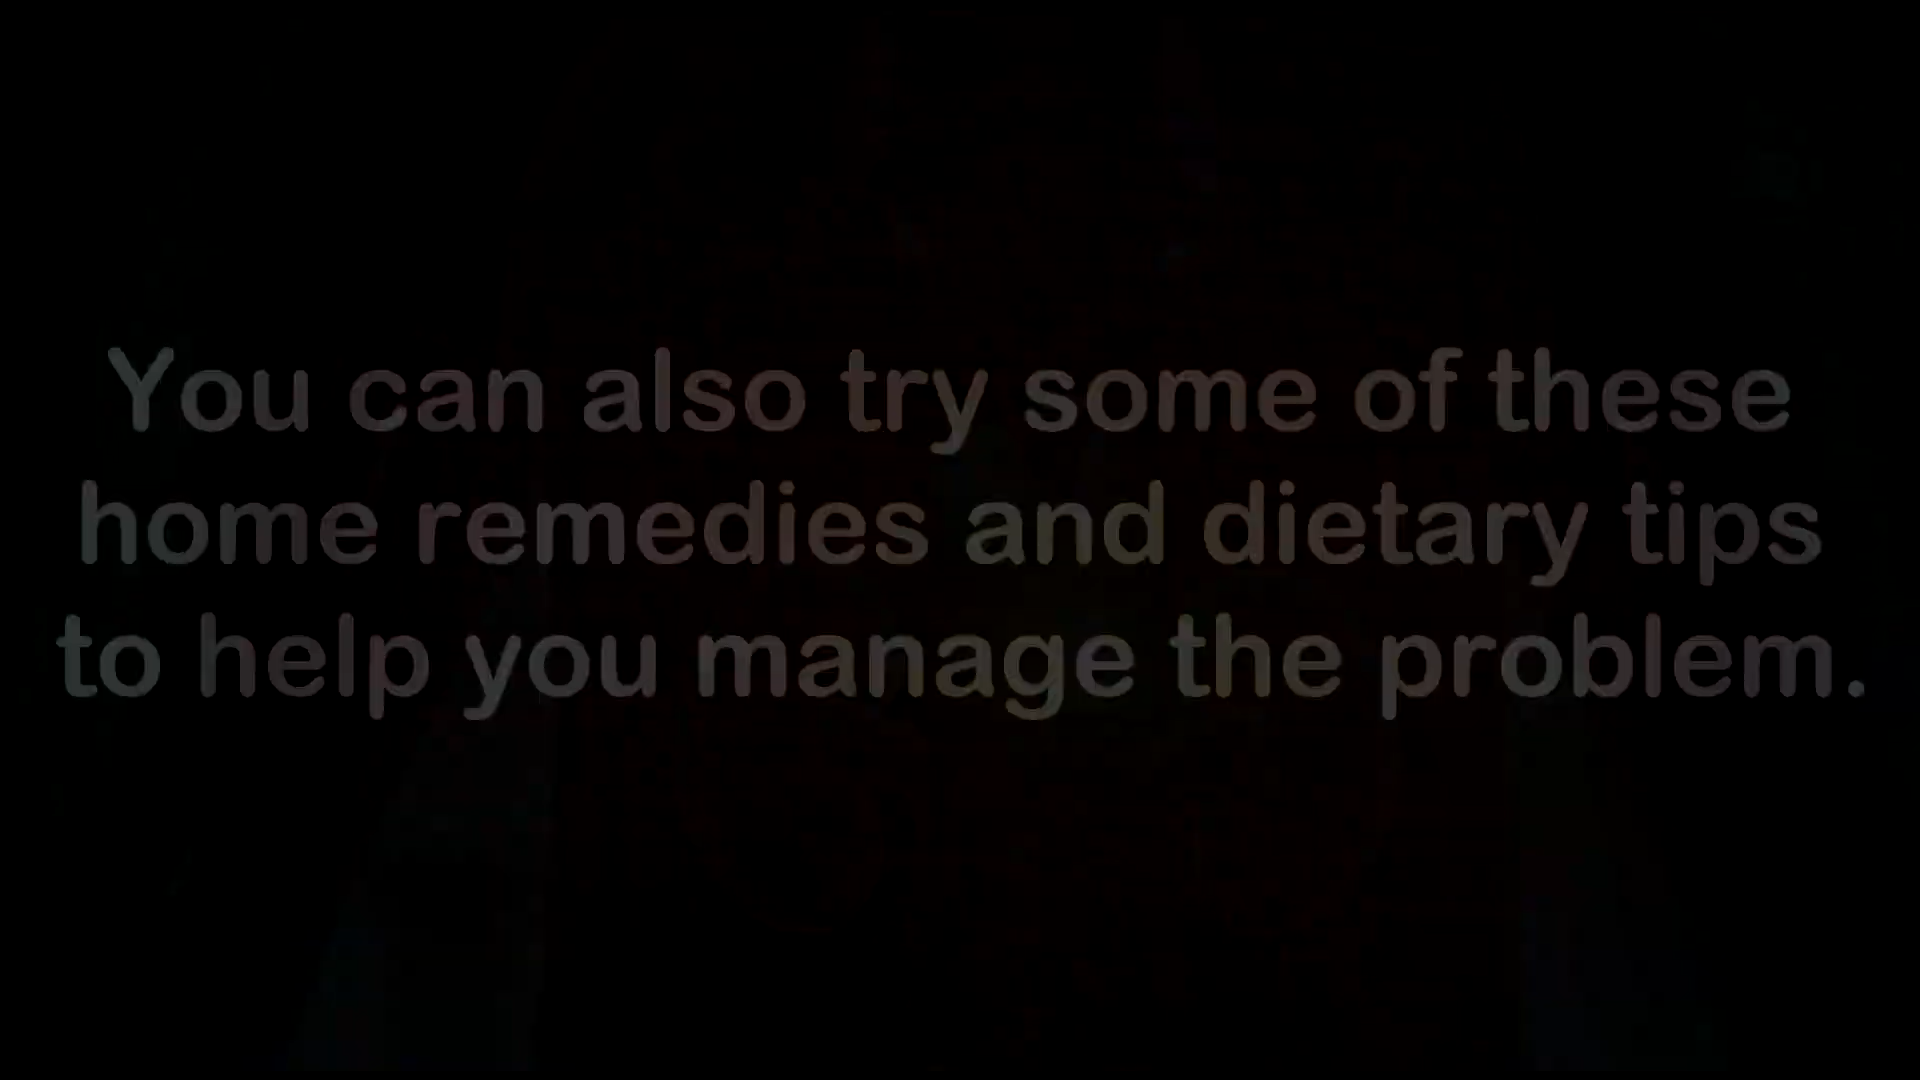 You can also try some of these
home remedies and dietary tips
to help you manage the problem.